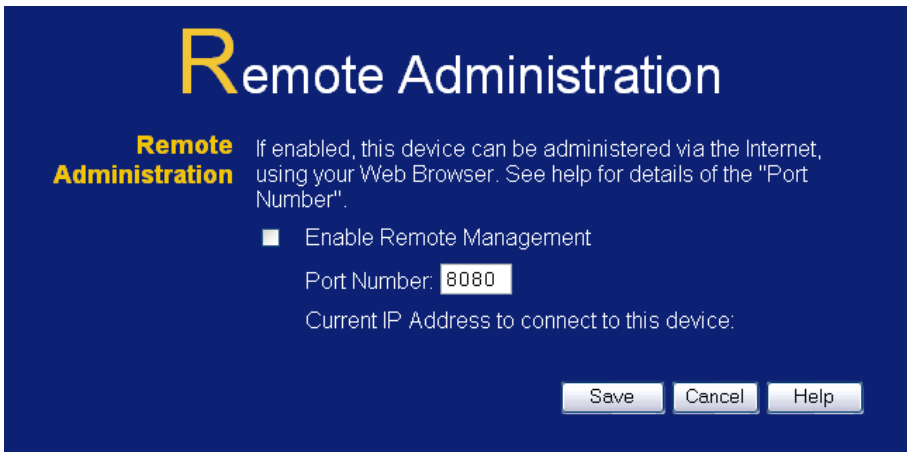 Remote Administration
Remote
Administration
If enabled, this device can be administered via the Internet,
using your Web Browser. See help for details of the "Port
Number".
Enable Remote Management
Port Number: 8080
Current IP Address to connect to this device:
Save Cancel Help